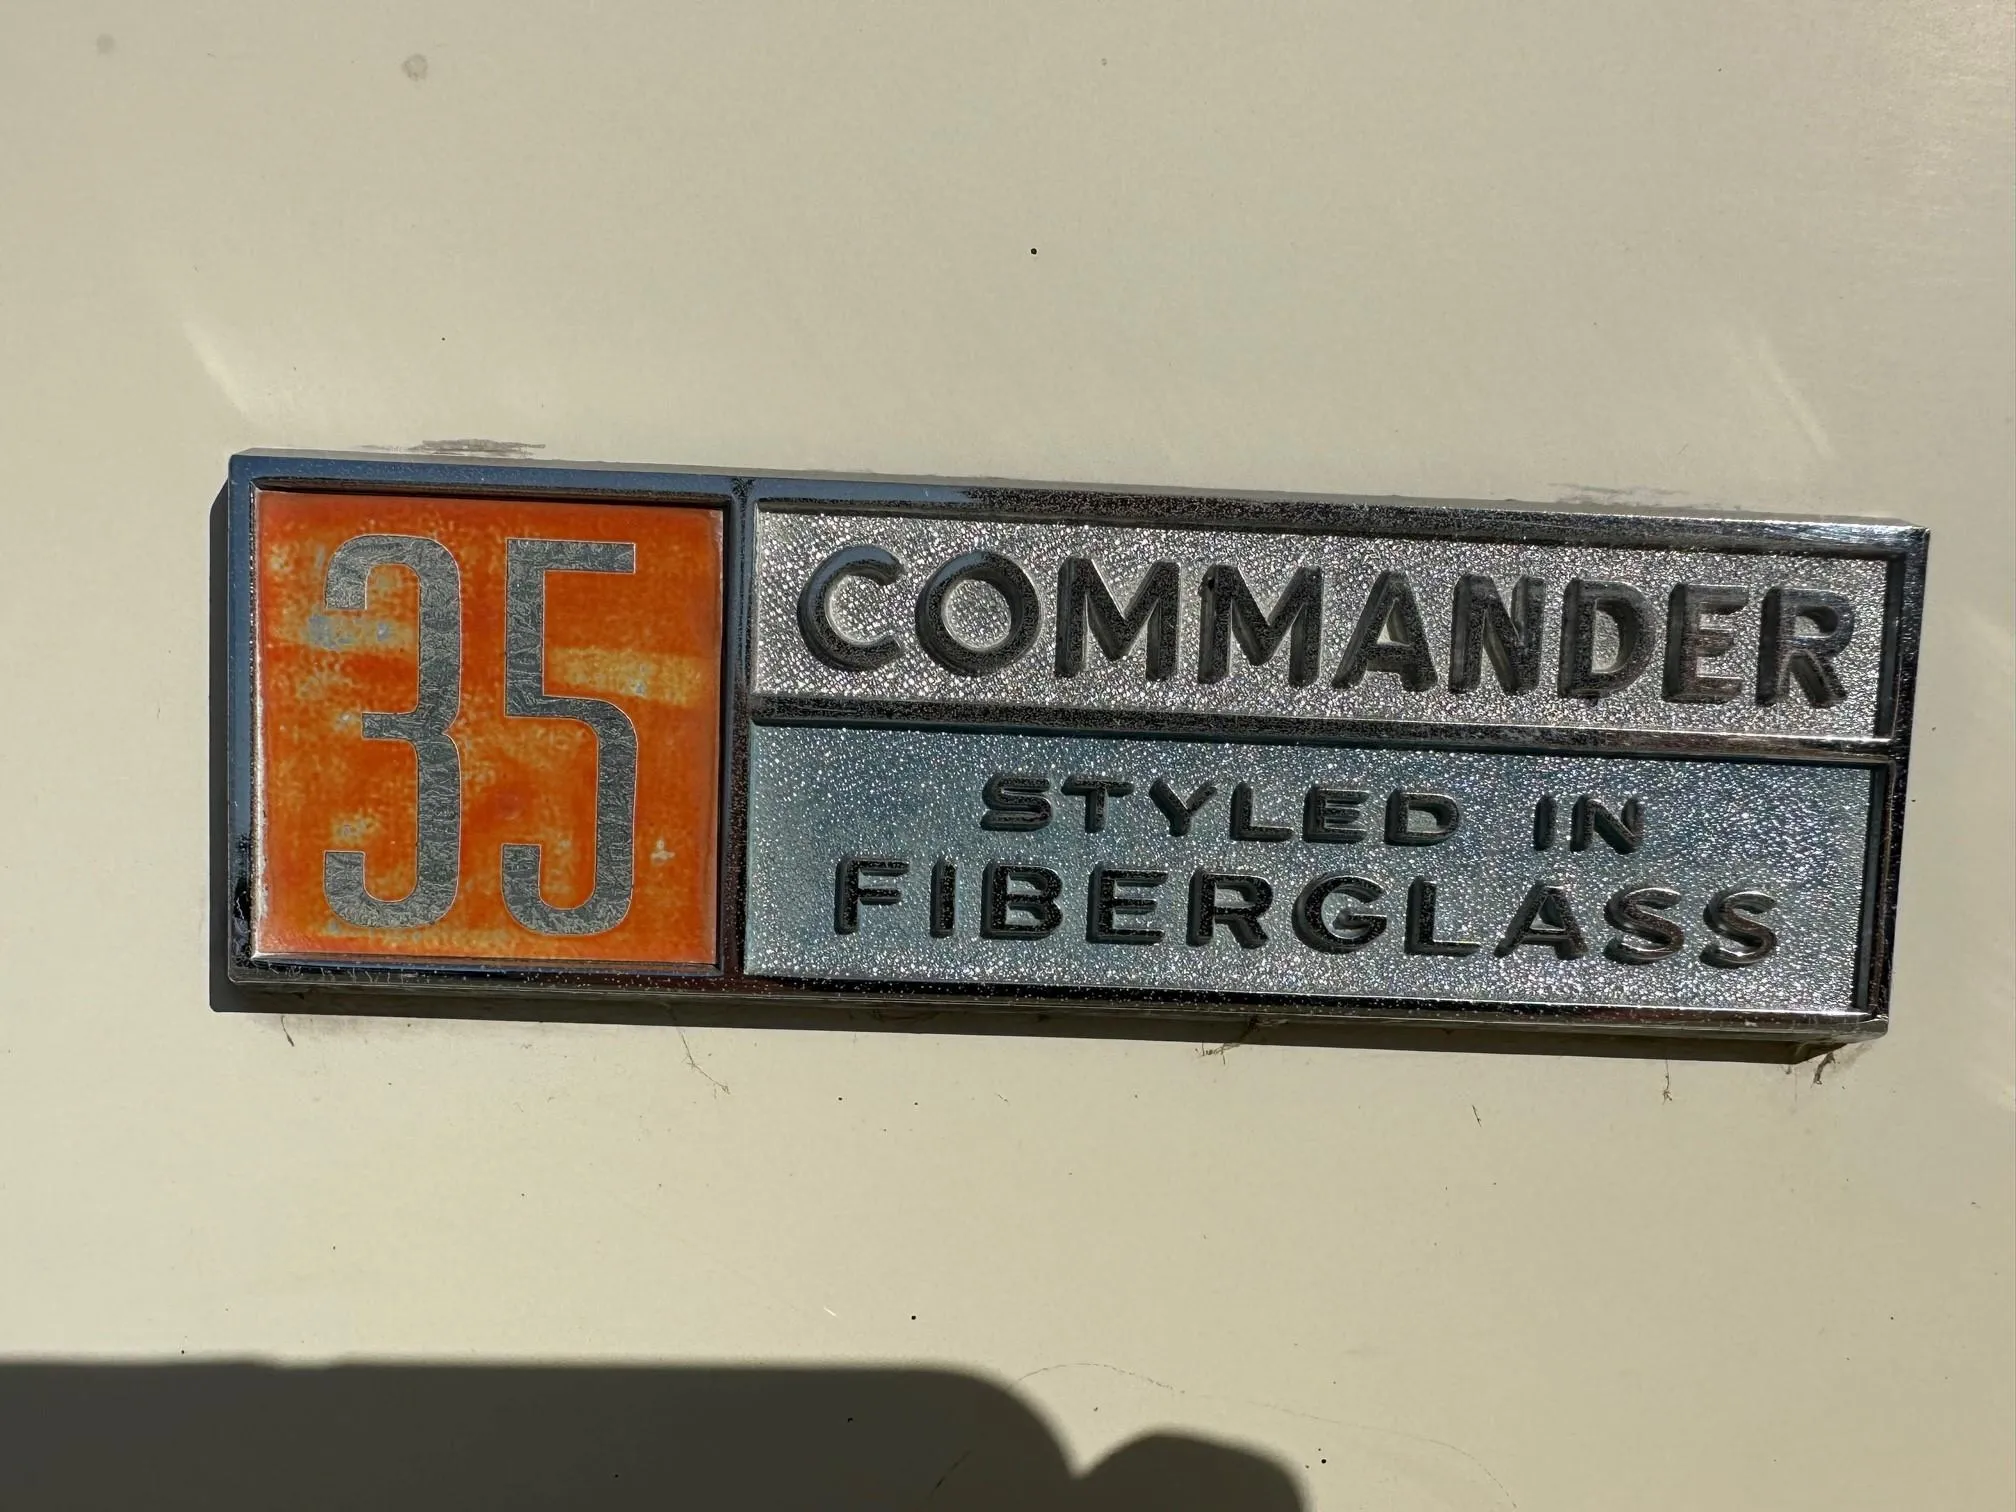 35
COMMANDER
STYLED IN
FIBERGLASS